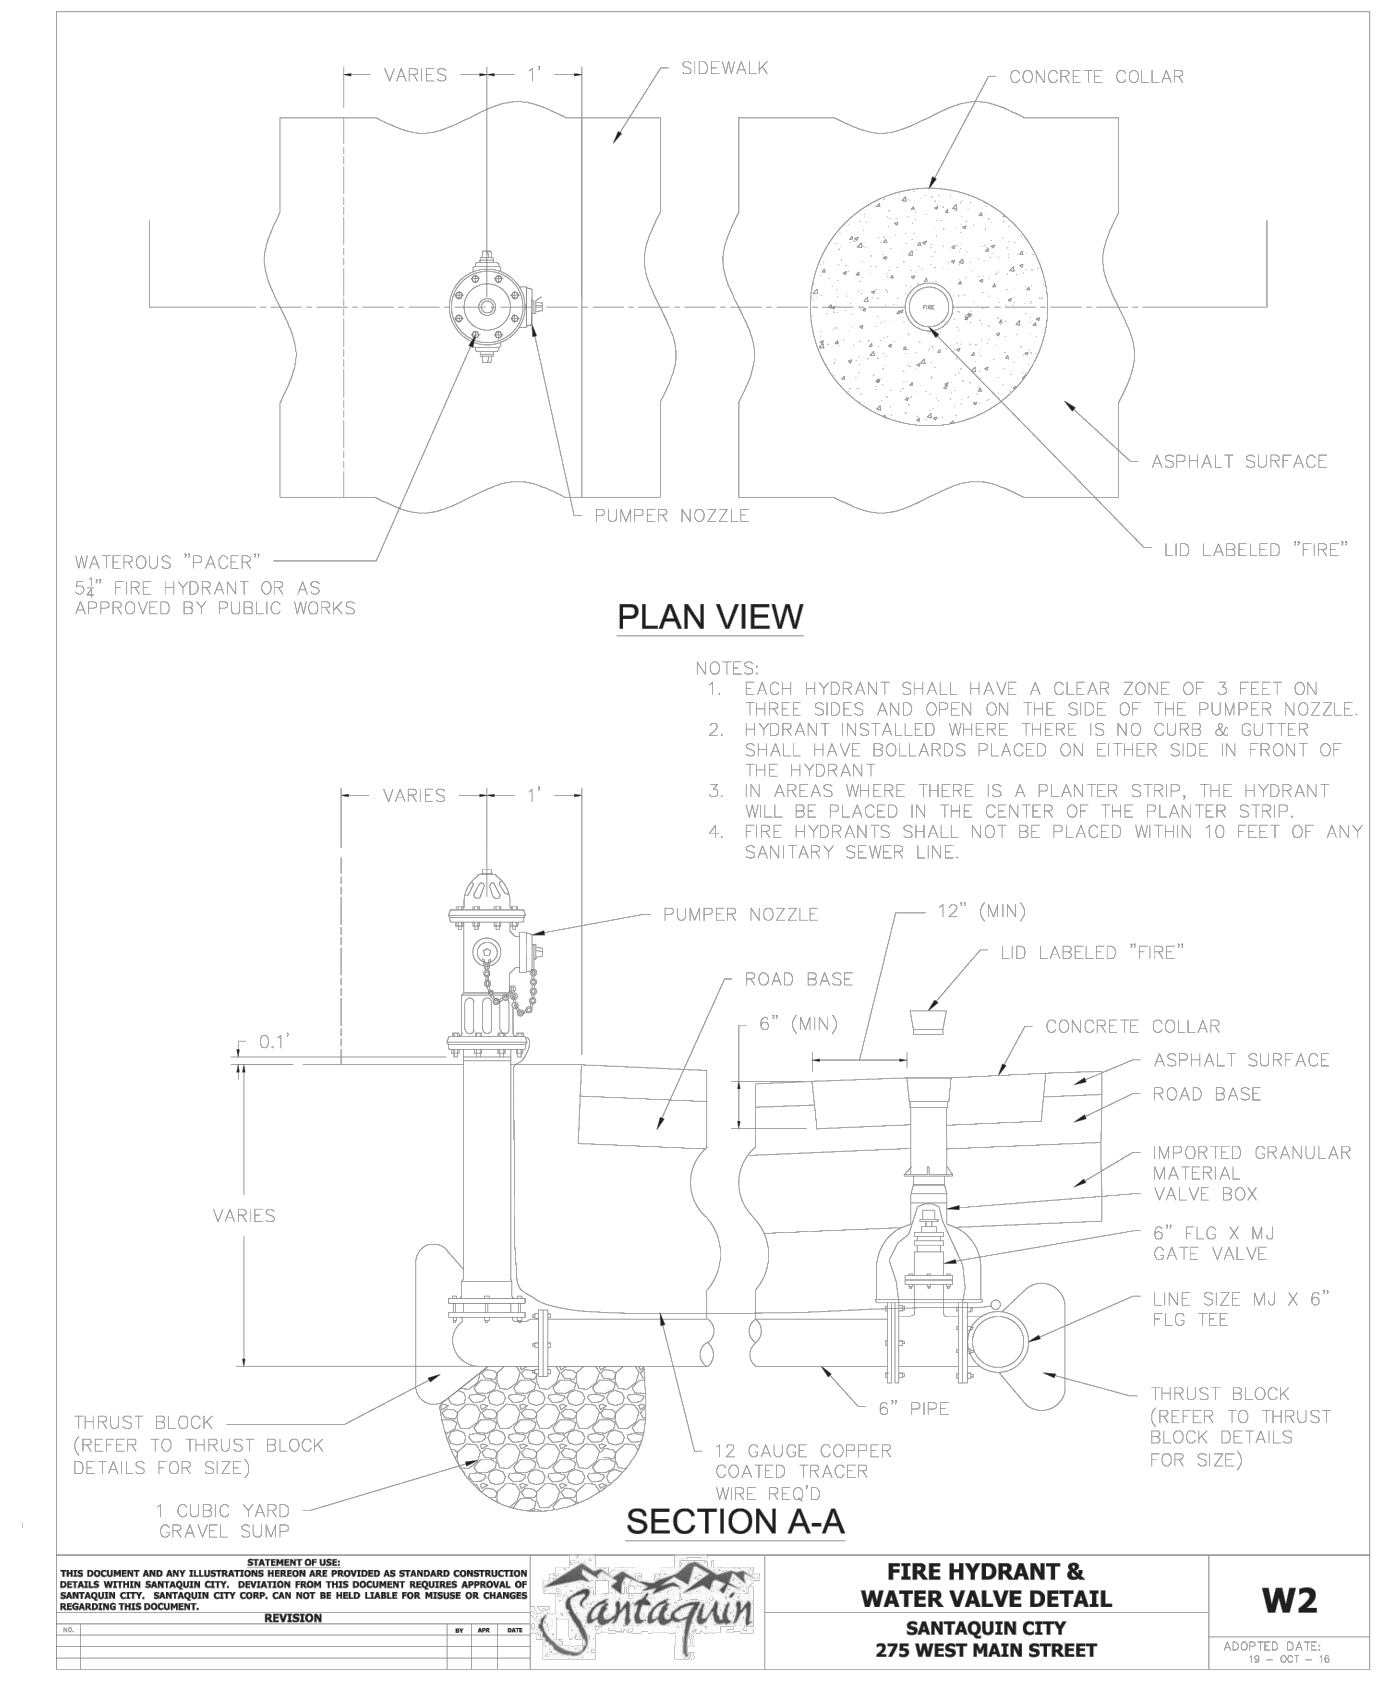 VARIES
1'
SIDEWALK
CONCRETE COLLAR
FIRE
ASPHALT SURFACE
PUMPER NOZZLE
LID LABELED "FIRE"
WATEROUS "PACER"
5¼" FIRE HYDRANT OR AS
APPROVED BY PUBLIC WORKS
PLAN VIEW
NOTES:
1. EACH HYDRANT SHALL HAVE A CLEAR ZONE OF 3 FEET ON
THREE SIDES AND OPEN ON THE SIDE OF THE PUMPER NOZZLE.
2. HYDRANT INSTALLED WHERE THERE IS NO CURB & GUTTER
SHALL HAVE BOLLARDS PLACED ON EITHER SIDE IN FRONT OF
THE HYDRANT
3. IN AREAS WHERE THERE IS A PLANTER STRIP, THE HYDRANT
WILL BE PLACED IN THE CENTER OF THE PLANTER STRIP.
4. FIRE HYDRANTS SHALL NOT BE PLACED WITHIN 10 FEET OF ANY
SANITARY SEWER LINE.
VARIES
1'
PUMPER NOZZLE
12" (MIN)
LID LABELED "FIRE"
ROAD BASE
6" (MIN)
CONCRETE COLLAR
0.1'
ASPHALT SURFACE
ROAD BASE
IMPORTED GRANULAR
MATERIAL
VALVE BOX
VARIES
6" FLG X MJ
GATE VALVE
LINE SIZE MJ X 6"
FLG TEE
6" PIPE
THRUST BLOCK
(REFER TO THRUST
BLOCK DETAILS
FOR SIZE)
THRUST BLOCK
(REFER TO THRUST BLOCK
DETAILS FOR SIZE)
12 GAUGE COPPER
COATED TRACER
WIRE REQ'D
1 CUBIC YARD
GRAVEL SUMP
SECTION A-A
STATEMENT OF USE:
THIS DOCUMENT AND ANY ILLUSTRATIONS HEREON ARE PROVIDED AS STANDARD CONSTRUCTION
DETAILS WITHIN SANTAQUIN CITY. DEVIATION FROM THIS DOCUMENT REQUIRES APPROVAL OF
SANTAQUIN CITY. SANTAQUIN CITY CORP. CAN NOT BE HELD LIABLE FOR MISUSE OR CHANGES
REGARDING THIS DOCUMENT.
REVISION
NO. BY APR DATE
Santaquin
FIRE HYDRANT &
WATER VALVE DETAIL
SANTAQUIN CITY
275 WEST MAIN STREET
W2
ADOPTED DATE:
19 – OCT – 16